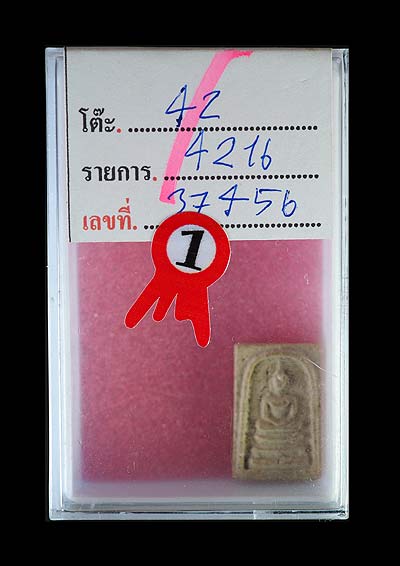 โต๊ะ. 42
รายการ. 4216
เลขที่. 37456
1